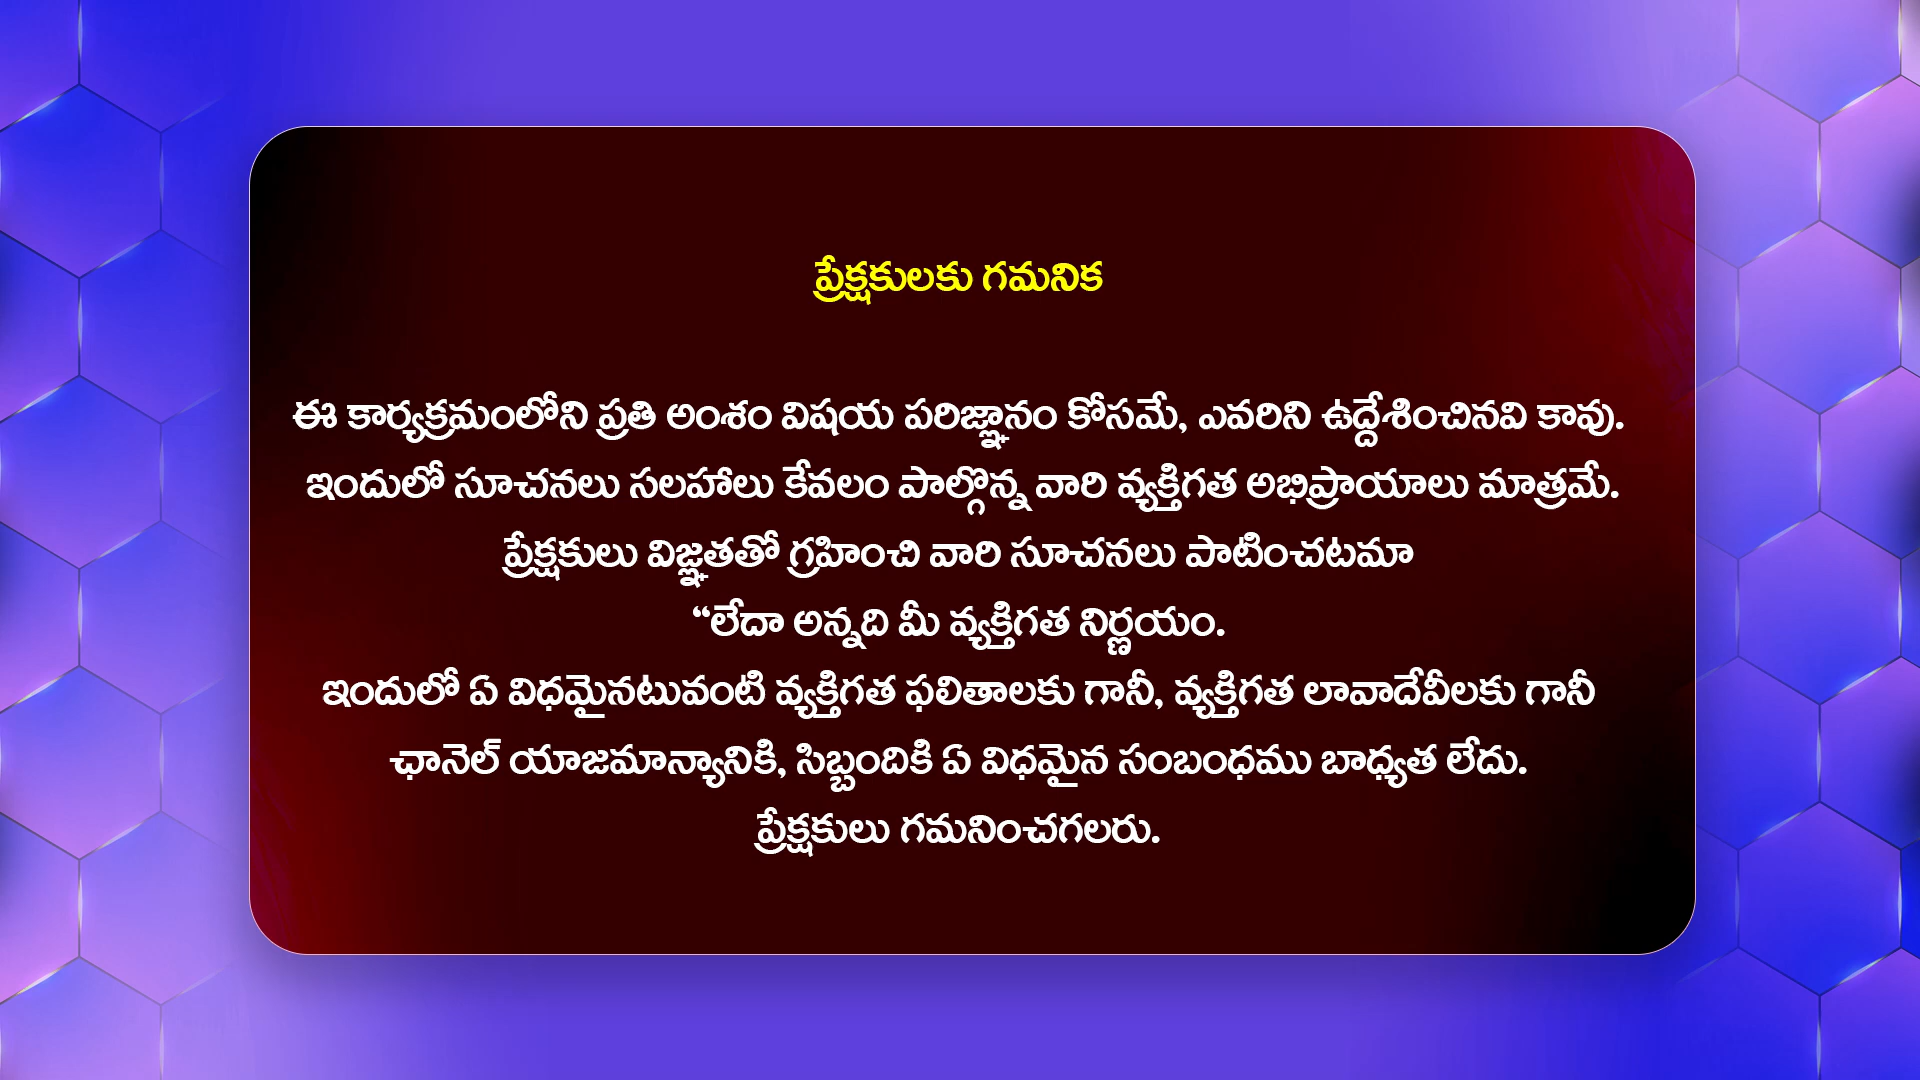 ప్రేక్షకులకు గమనిక
ఈ కార్యక్రమంలోని ప్రతి అంశం విషయ పరిజ్ఞానం కోసమే, ఎవరిని ఉద్దేశించినవి కావు.
ఇందులో సూచనలు సలహాలు కేవలం పాల్గొన్న వారి వ్యక్తిగత అభిప్రాయాలు మాత్రమే.
ప్రేక్షకులు విజ్ఞతతో గ్రహించి వారి సూచనలు పాటించటమా
“లేదా అన్నది మీ వ్యక్తిగత నిర్ణయం.
ఇందులో ఏ విధమైనటువంటి వ్యక్తిగత ఫలితాలకు గానీ, వ్యక్తిగత లావాదేవీలకు గానీ
ఛానెల్ యాజమాన్యానికి, సిబ్బందికి ఏ విధమైన సంబంధము బాధ్యత లేదు.
ప్రేక్షకులు గమనించగలరు.